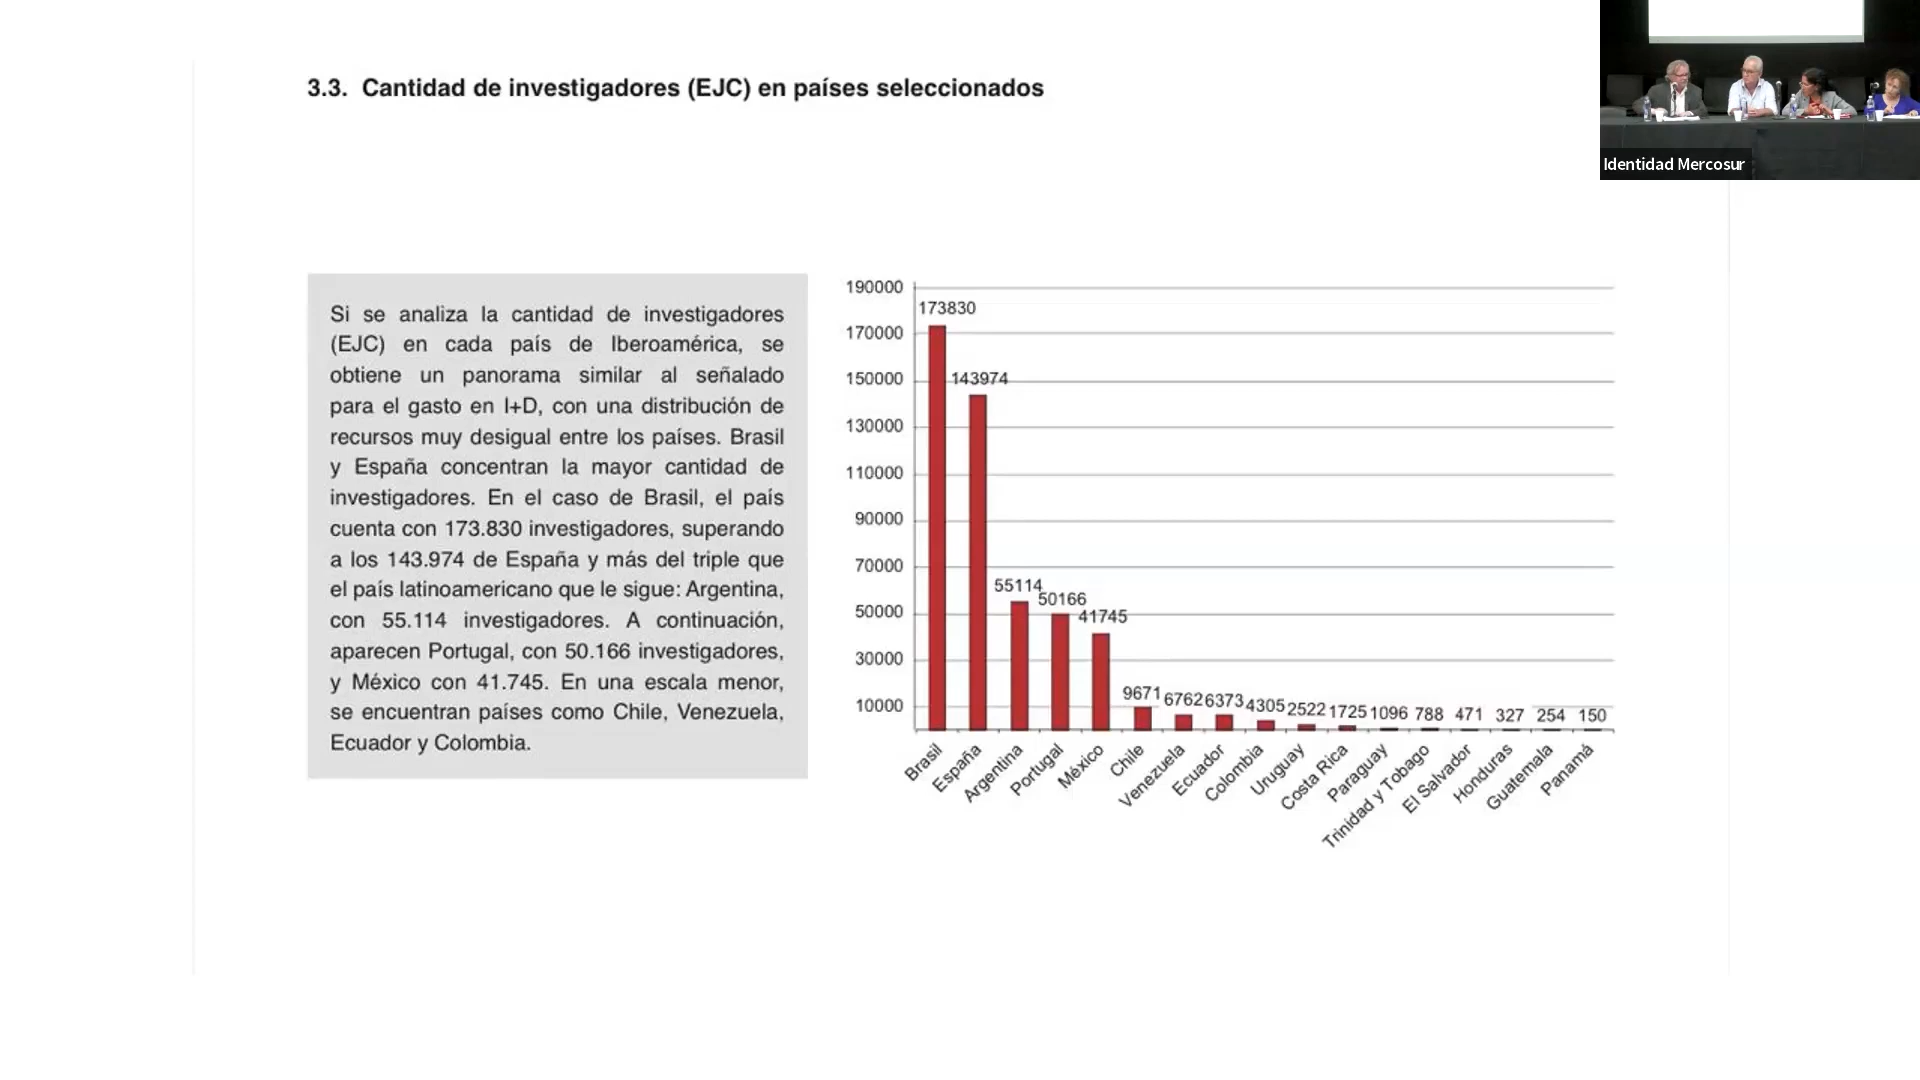 3.3. Cantidad de investigadores (EJC) en países seleccionados
Identidad Mercosur
Si se analiza la cantidad de investigadores
(EJC) en cada país de Iberoamérica, se
obtiene un panorama similar al señalado
para el gasto en I+D, con una distribución de
recursos muy desigual entre los países. Brasil
y España concentran la mayor cantidad de
investigadores. En el caso de Brasil, el país
cuenta con 173.830 investigadores, superando
a los 143.974 de España y más del triple que
el país latinoamericano que le sigue: Argentina,
con 55.114 investigadores. A continuación,
aparecen Portugal, con 50.166 investigadores,
y México con 41.745. En una escala menor,
se encuentran países como Chile, Venezuela,
Ecuador y Colombia.
190000
170000
150000
130000
110000
90000
70000
50000
30000
10000
173830
143974
55114
50166
41745
9671
6762
6373
4305
2522
1725
1096
788
471
327
254
150
Brasil
España
Argentina
Portugal
México
Chile
Venezuela
Ecuador
Colombia
Uruguay
Costa Rica
Paraguay
Trinidad y Tobago
El Salvador
Honduras
Guatemala
Panamá